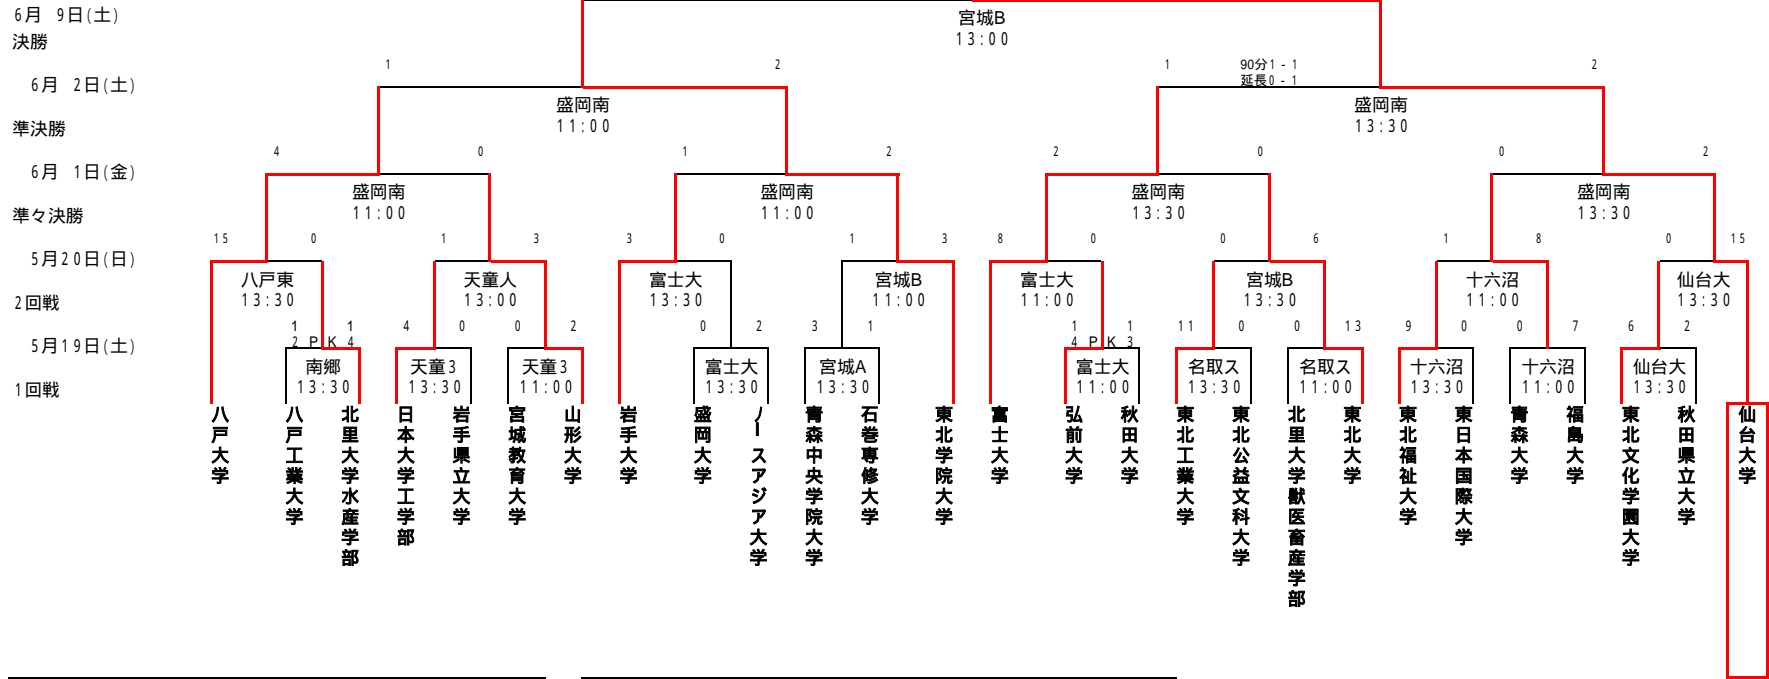 6月 9日(土)
宮城B
決勝
13:00
1 2 1 90分1-1 2
延長0-1
6月 2日(土)
盛岡南 盛岡南
11:00 13:30
準決勝
4 0 1 2 2 0 0 2
6月 1日(金)
盛岡南 盛岡南 盛岡南 盛岡南
11:00 11:00 13:30 13:30
準々決勝
15 0 1 3 3 0 1 3 8 0 0 6 1 8 0 15
5月20日(日)
八戸東 天童人 富士大 宮城B 富士大 宮城B 十六沼 仙台大
13:30 13:00 13:30 11:00 11:00 13:30 11:00 13:30
2回戦
1 1 4 0 0 2 0 2 3 1 1 1 11 0 0 13 9 0 0 7 6 2
2 PK 4 4 PK 3
5月19日(土)
南郷 天童3 天童3 富士大 宮城A 富士大 名取ス 名取ス 十六沼 十六沼 仙台大
13:30 13:30 11:00 13:30 13:30 11:00 13:30 11:00 13:30 11:00 13:30
1回戦
八戸大学
八戸工業大学
北里大学水産学部
日本大学工学部
岩手県立大学
宮城教育大学
山形大学
岩手大学
盛岡大学
ノースアジア大学
青森中央学院大学
石巻専修大学
東北学院大学
富士大学
弘前大学
秋田大学
東北工業大学
東北公益文科大学
北里大学獣医畜産学部
東北大学
東北福祉大学
東日本国際大学
青森大学
福島大学
東北文化学園大学
秋田県立大学
仙台大学